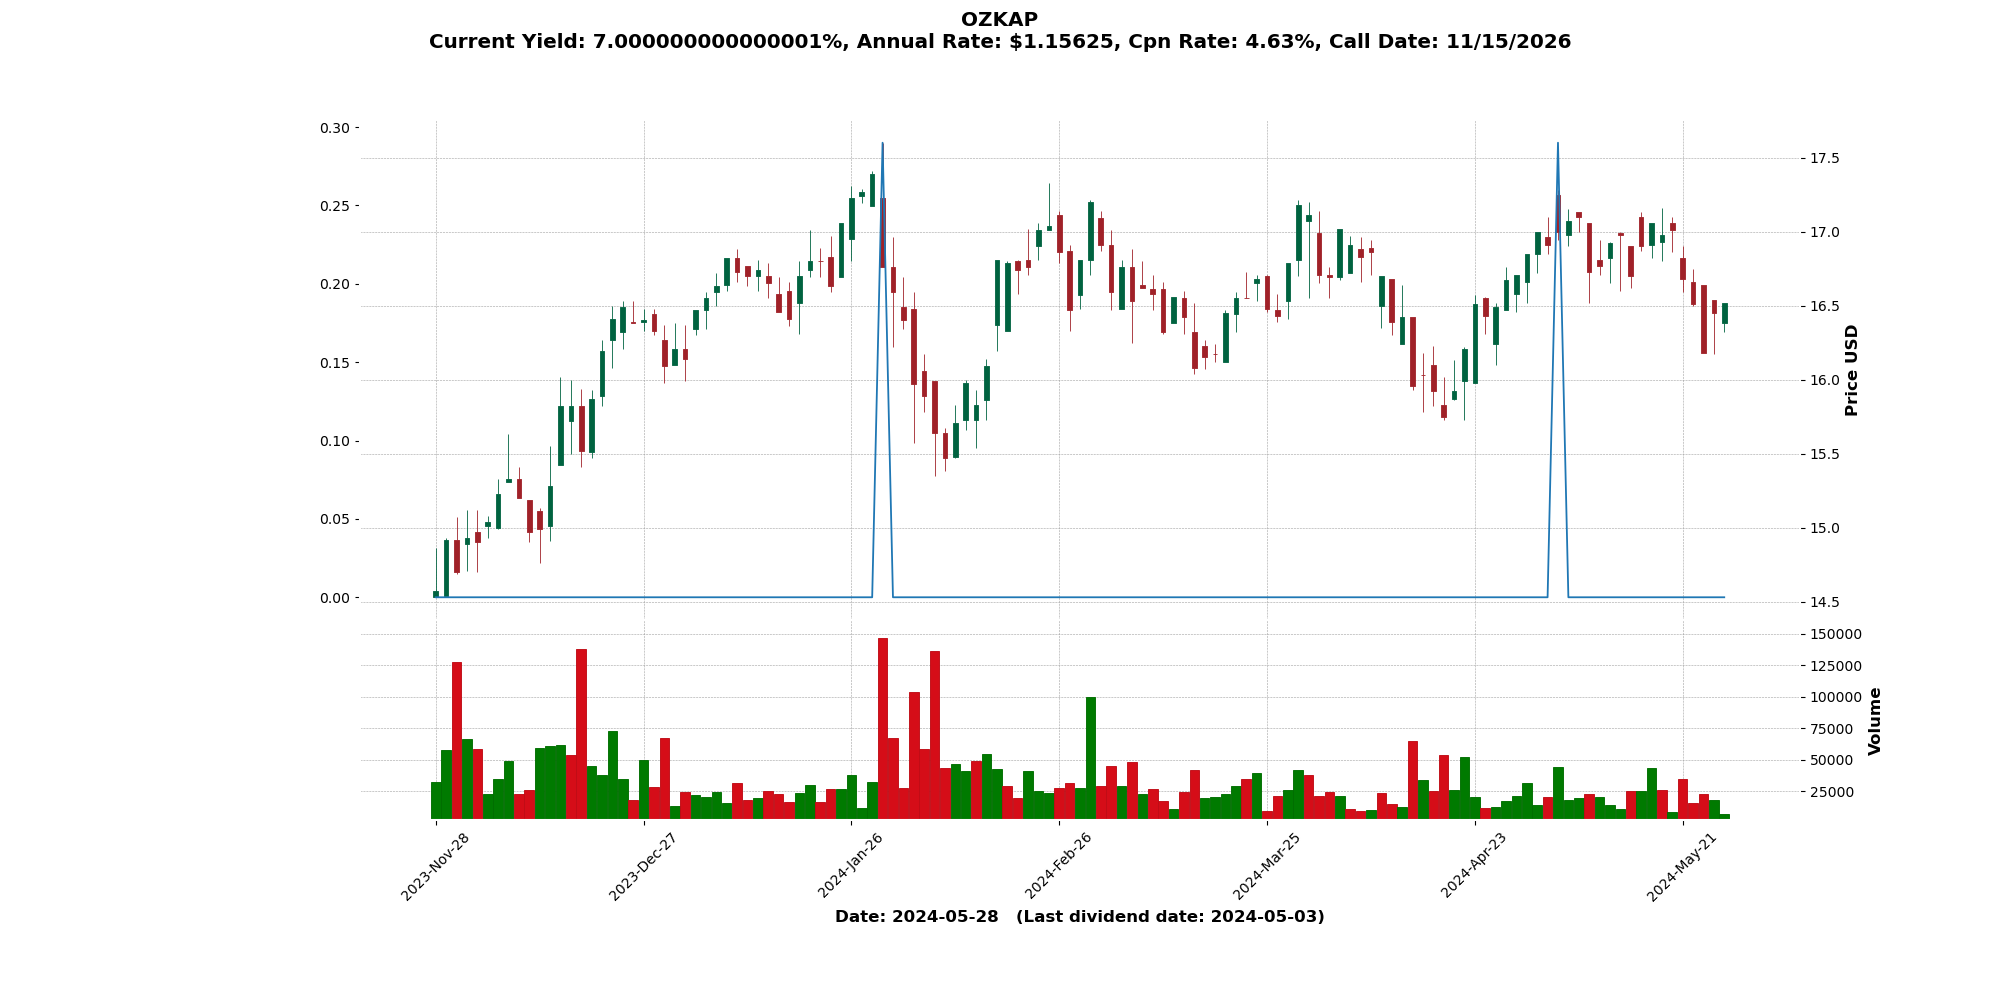 OZKAP
Current Yield: 7.000000000000001%, Annual Rate: $1.15625, Cpn Rate: 4.63%, Call Date: 11/15/2026
0.30
0.25
0.20
0.15
0.10
0.05
0.00
17.5
17.0
16.5
16.0
15.5
15.0
14.5
Price USD
150000
125000
100000
75000
50000
25000
Volume
2023-Nov-28
2023-Dec-27
2024-Jan-26
2024-Feb-26
2024-Mar-25
2024-Apr-23
2024-May-21
Date: 2024-05-28 (Last dividend date: 2024-05-03)